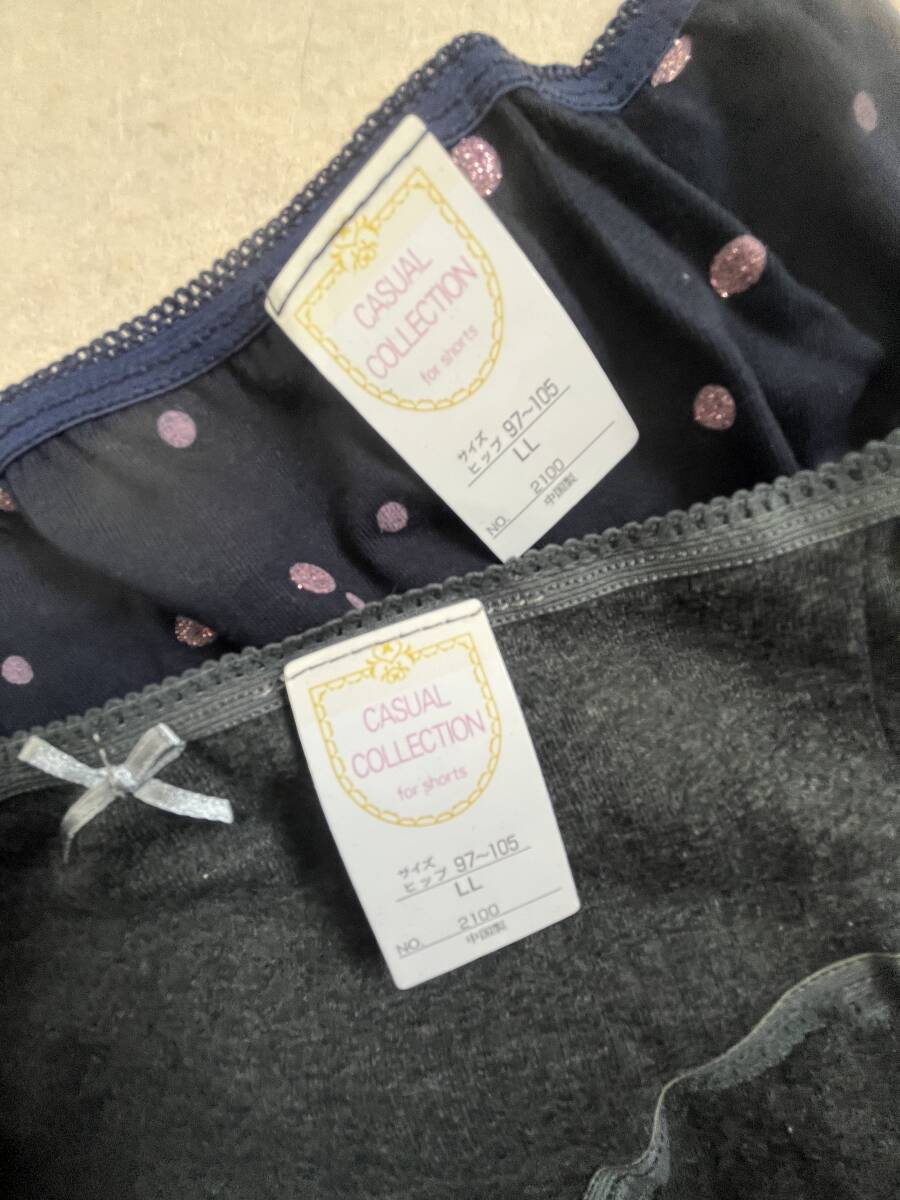 CASUAL
COLLECTION
for shorts
サイズ
ヒップ 97~105
LL
NO. 2100
中国製
CASUAL
COLLECTION
for shorts
サイズ
ヒップ 97~105
LL
NO. 2100
中国製